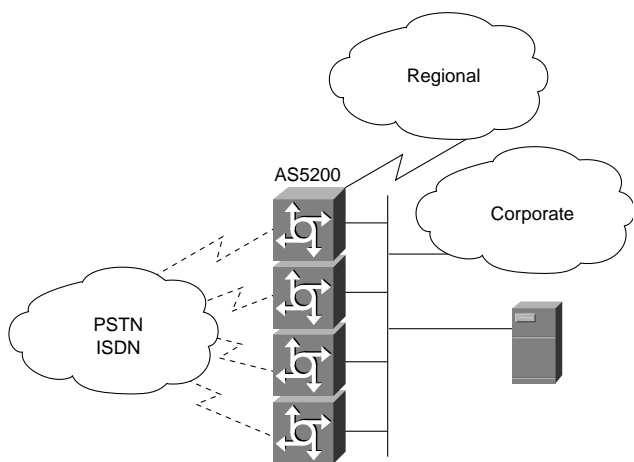 Regional
AS5200
Corporate
PSTN
ISDN